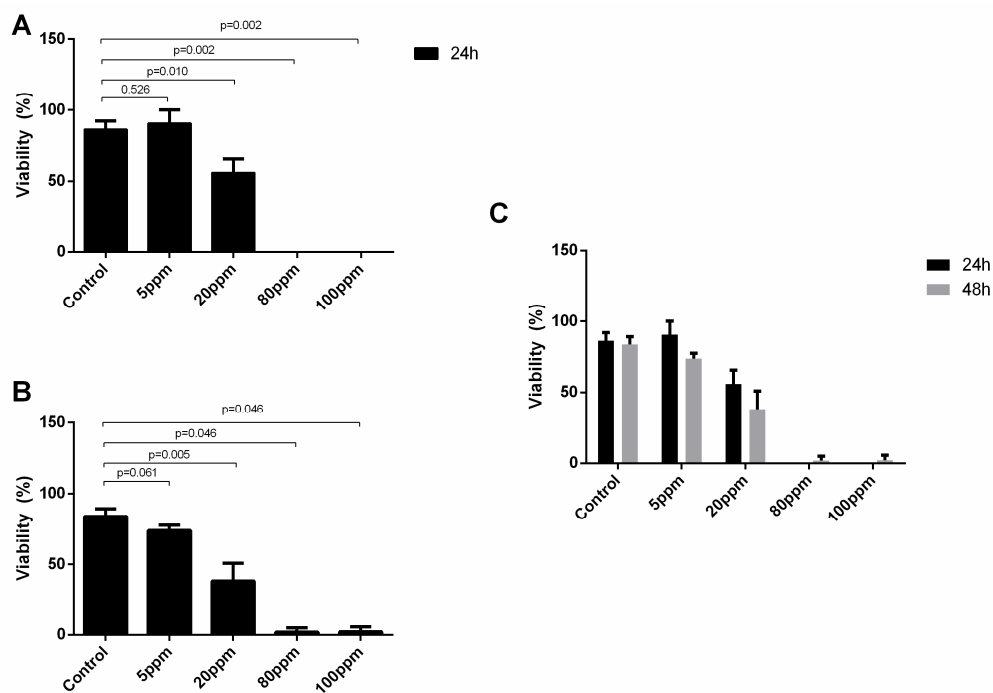 A
p=0.002
p=0.002
p=0.010
0.526
150
100
50
0
Viability (%)
Control
5ppm
20ppm
80ppm
100ppm
24h
B
p=0.046
p=0.046
p=0.005
p=0.061
150
100
50
0
Viability (%)
Control
5ppm
20ppm
80ppm
100ppm
C
150
100
50
0
Viability (%)
Control
5ppm
20ppm
80ppm
100ppm
24h
48h